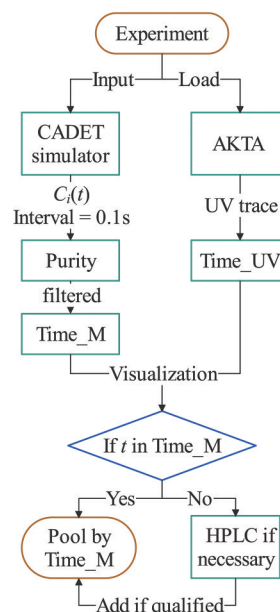 Experiment
Input
Load
CADET
simulator
AKTA
C_i(t)
Interval = 0.1s
UV trace
Purity
Time_UV
filtered
Time_M
Visualization
If t in Time_M
Yes
No
Pool by
Time_M
HPLC if
necessary
Add if qualified